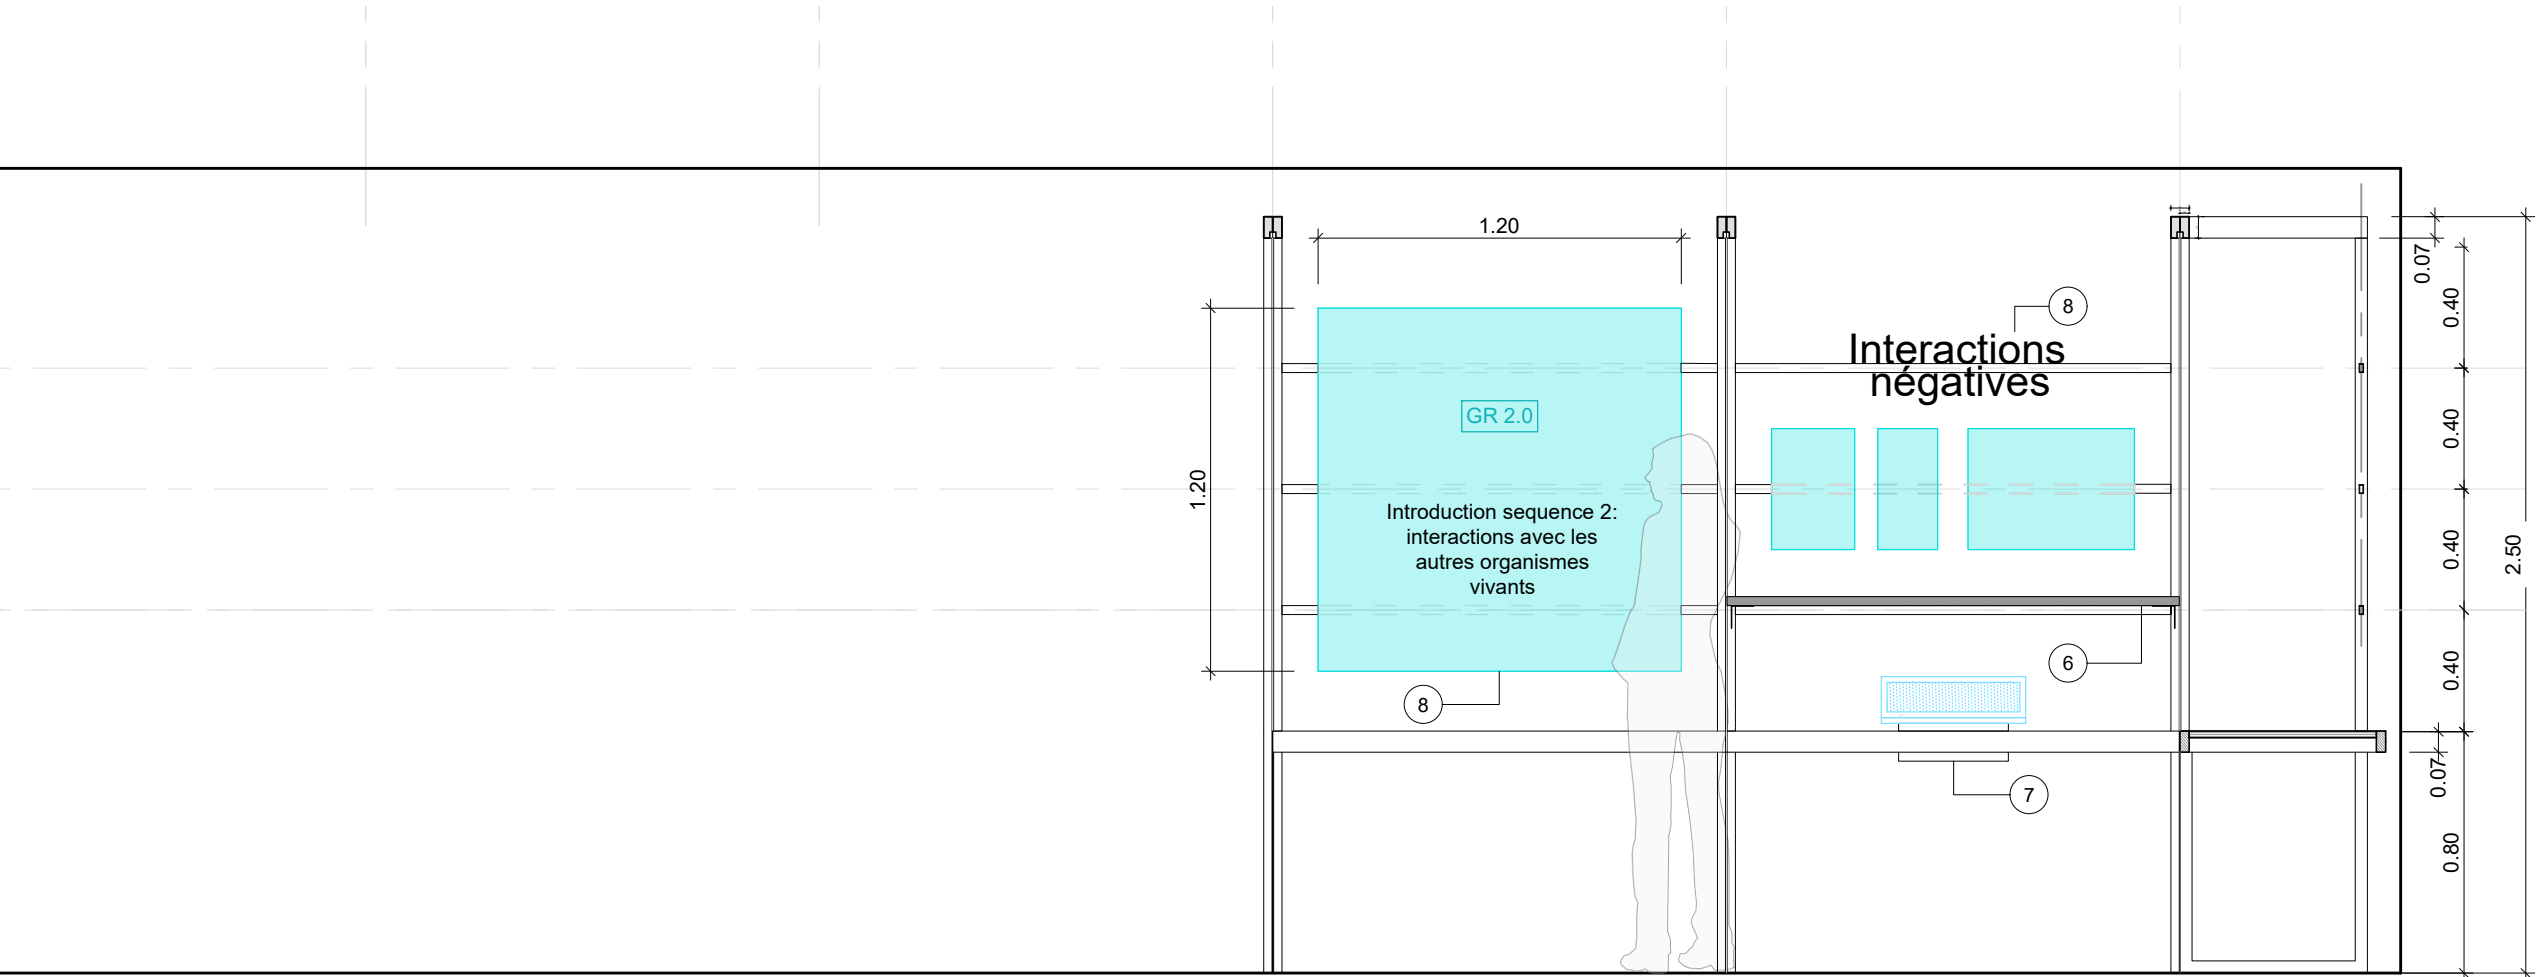 1.20
8
Interactions
négatives
0.07
0.40
GR 2.0
0.40
1.20
Introduction sequence 2:
interactions avec les
autres organismes
vivants
0.40
2.50
6
0.40
8
7
0.07
0.80